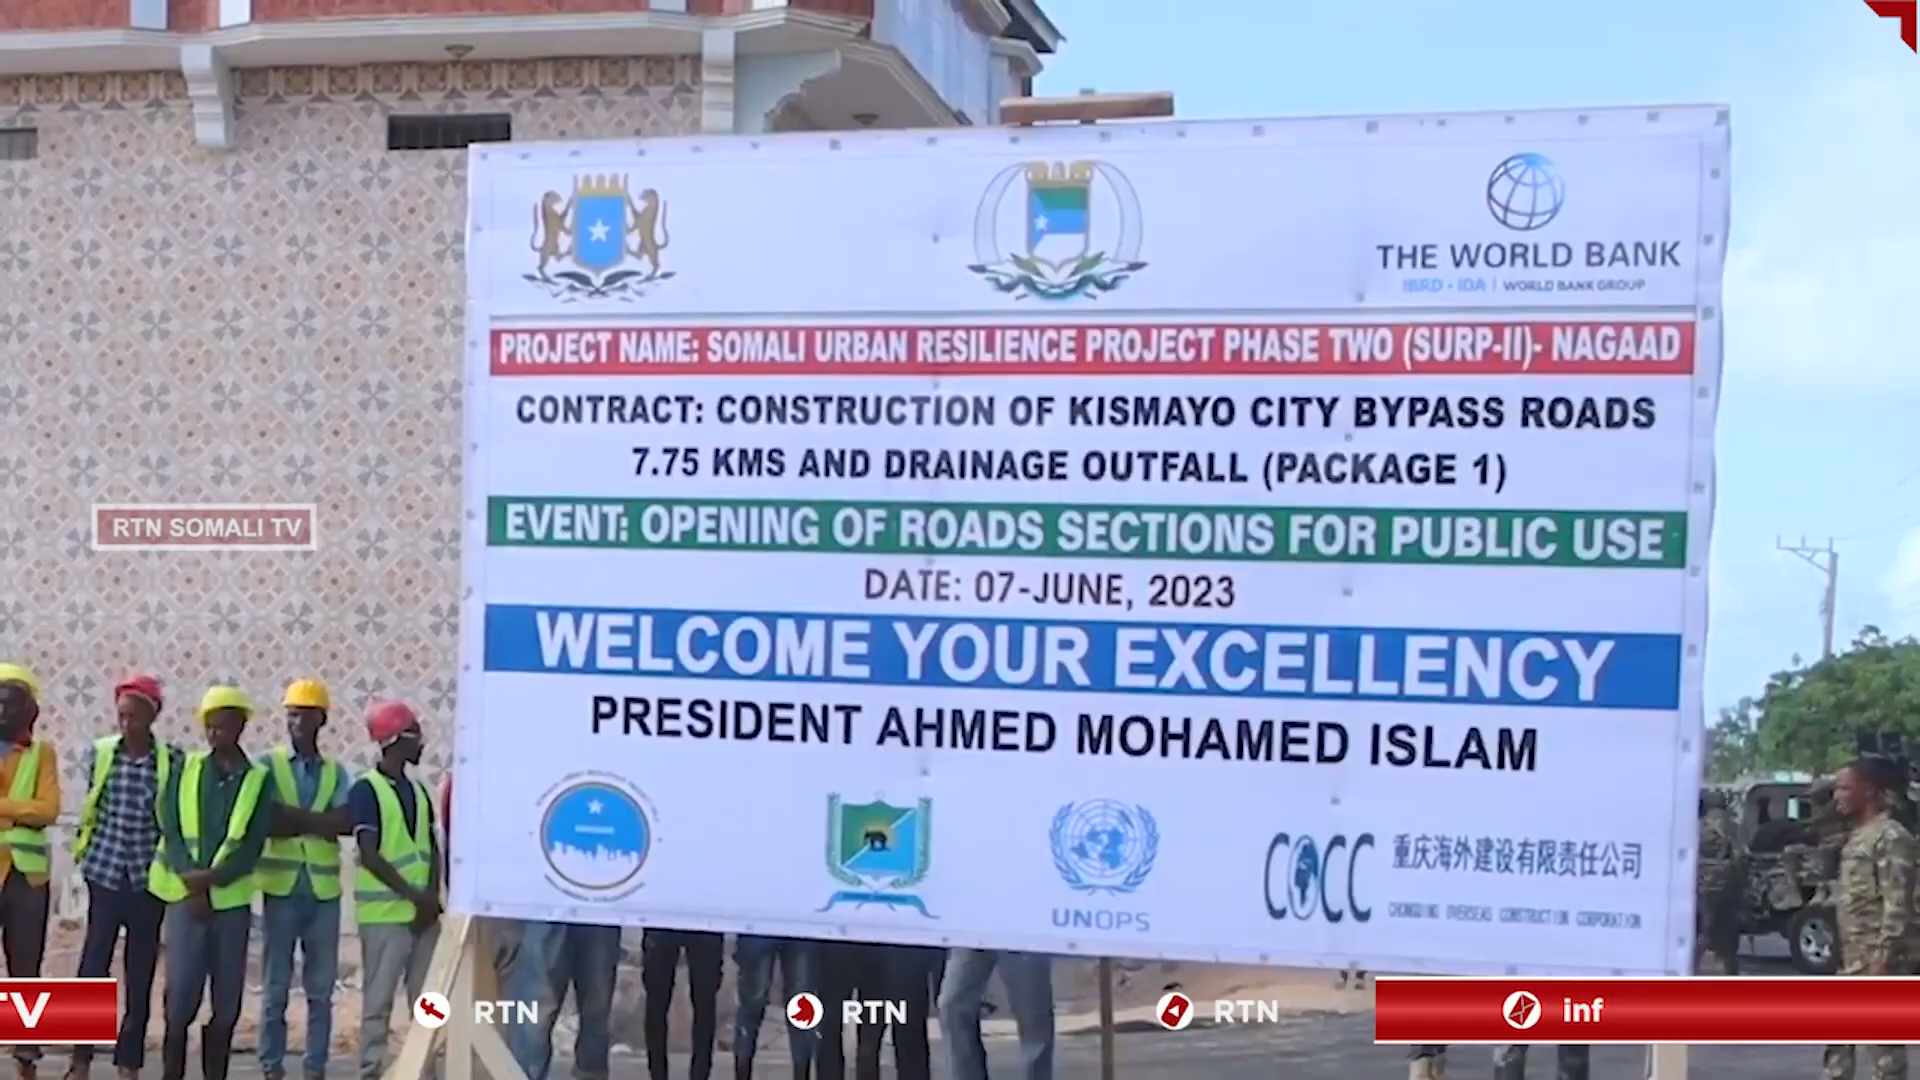 THE WORLD BANK
IBRD • IDA | WORLD BANK GROUP
PROJECT NAME: SOMALI URBAN RESILIENCE PROJECT PHASE TWO (SURP-II)- NAGAAD
CONTRACT: CONSTRUCTION OF KISMAYO CITY BYPASS ROADS
7.75 KMS AND DRAINAGE OUTFALL (PACKAGE 1)
EVENT: OPENING OF ROADS SECTIONS FOR PUBLIC USE
DATE: 07-JUNE, 2023
WELCOME YOUR EXCELLENCY
PRESIDENT AHMED MOHAMED ISLAM
UNOPS
COCC
重庆海外建设有限责任公司
CHONGQING OVERSEAS CONSTRUCTION CORPORATION
RTN SOMALI TV
TV
RTN
RTN
RTN
inf